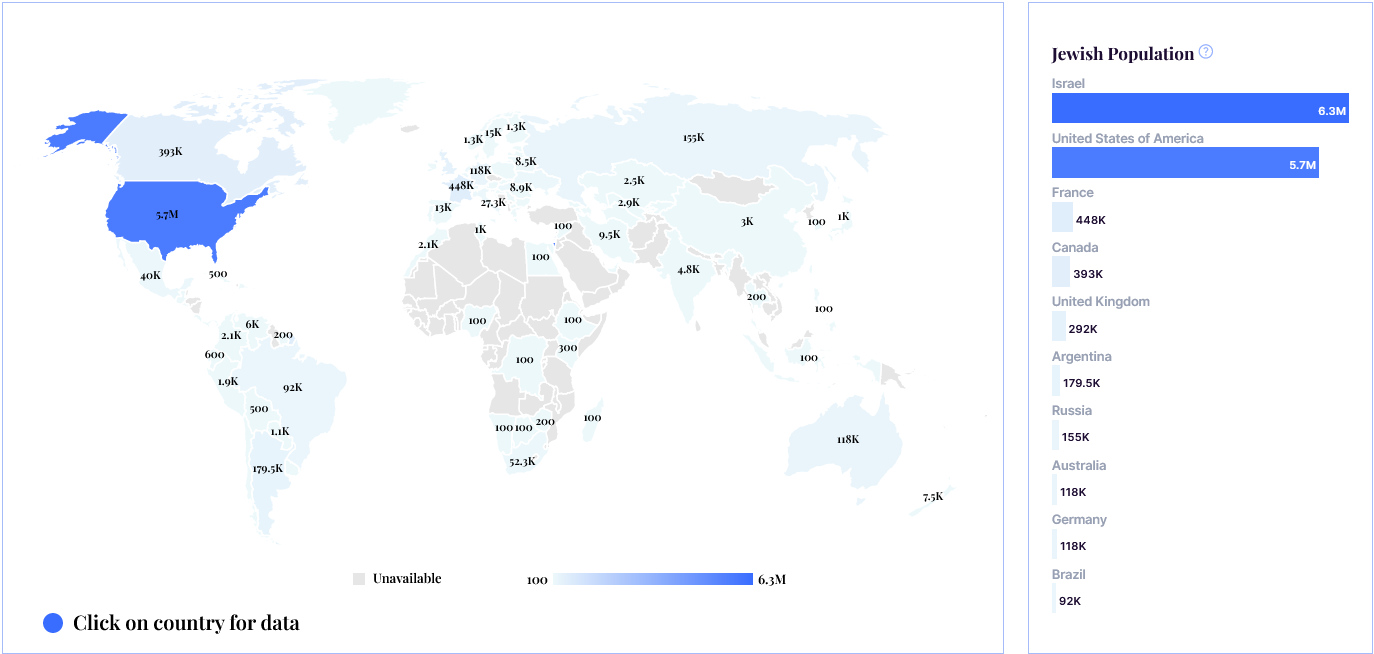 393K
5.7M
40K
500
6K
2.1K
200
600
1.9K
92K
500
1.1K
179.5K
1.3K
15K
1.3K
155K
8.5K
118K
448K
8.9K
2.5K
2.9K
13K
27.3K
1K
2.1K
100
100
9.5K
3K
100
1K
4.8K
200
100
100
100
300
100
100
100
100
200
100
52.3K
118K
7.5K
Unavailable
100
6.3M
Click on country for data
Jewish Population ?
Israel
6.3M
United States of America
5.7M
France
448K
Canada
393K
United Kingdom
292K
Argentina
179.5K
Russia
155K
Australia
118K
Germany
118K
Brazil
92K